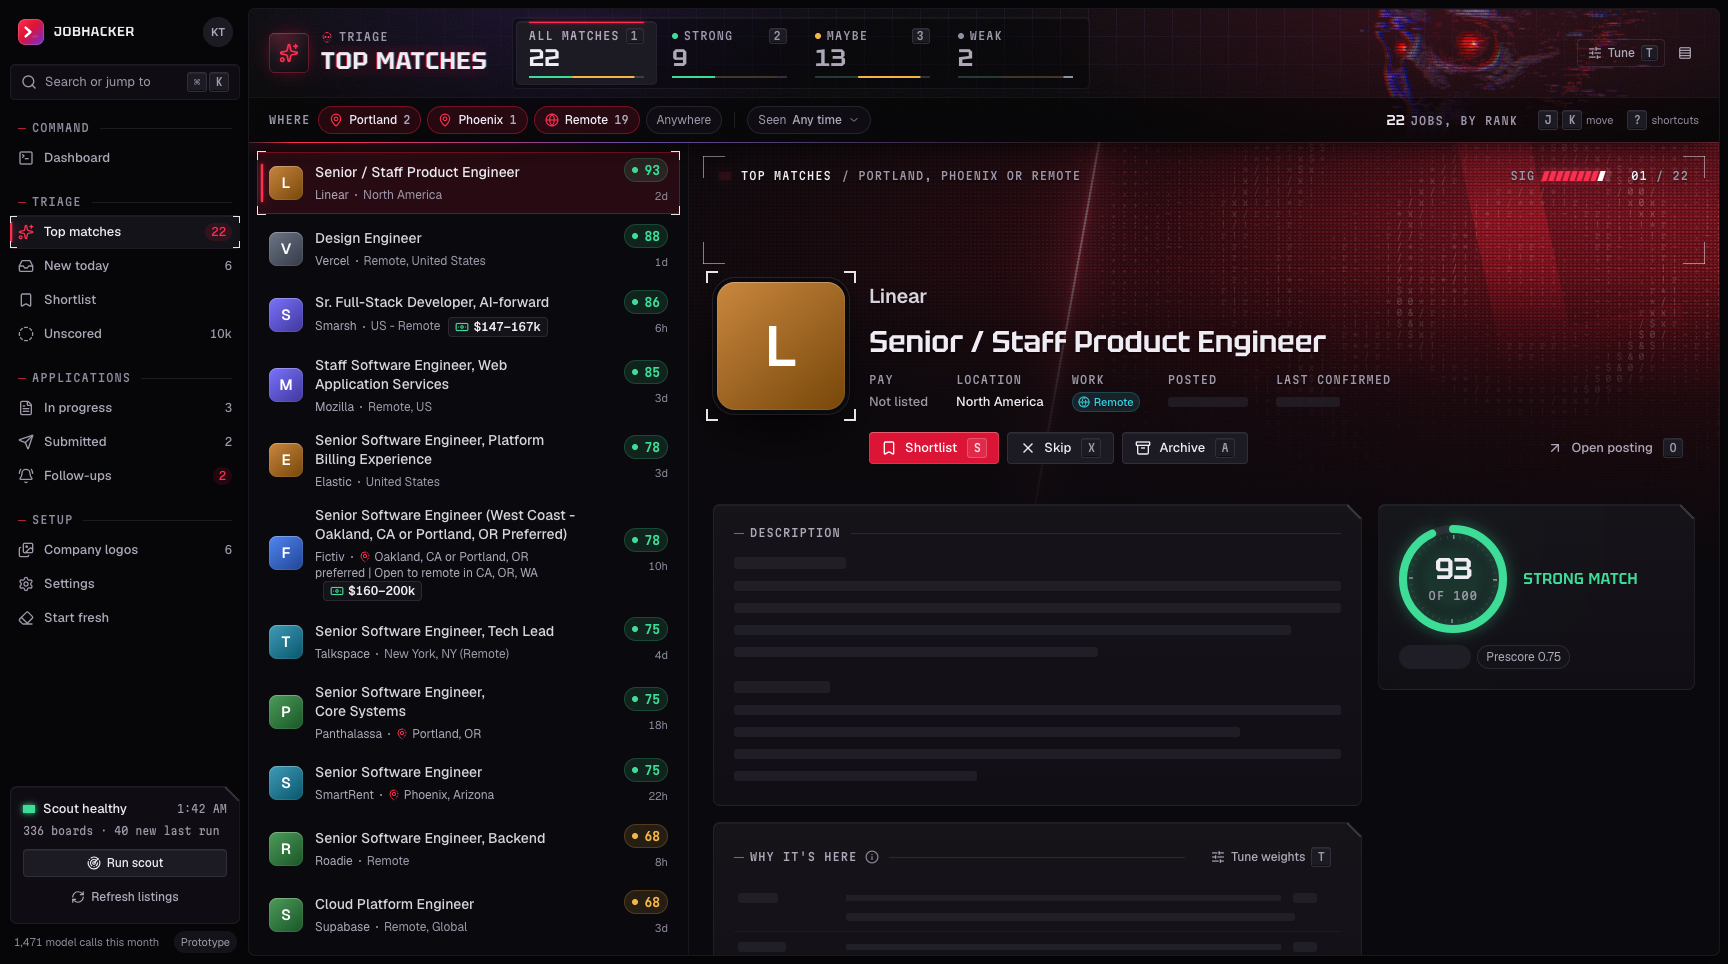 JOBHACKER
KT
Search or jump to
⌘ K
COMMAND
Dashboard
TRIAGE
Top matches 22
New today 6
Shortlist
Unscored 10k
APPLICATIONS
In progress 3
Submitted 2
Follow-ups 2
SETUP
Company logos 6
Settings
Start fresh
Scout healthy 1:42 AM
336 boards · 40 new last run
Run scout
Refresh listings
1,471 model calls this month Prototype
TRIAGE
TOP MATCHES
ALL MATCHES 1
22
STRONG 2
9
MAYBE 3
13
WEAK
2
Tune T
WHERE Portland 2 Phoenix 1 Remote 19 Anywhere Seen Any time
22 JOBS, BY RANK J K move ? shortcuts
L
Senior / Staff Product Engineer 93
Linear · North America 2d
V
Design Engineer 88
Vercel · Remote, United States 1d
S
Sr. Full-Stack Developer, AI-forward 86
Smarsh · US - Remote $147–167k 6h
M
Staff Software Engineer, Web
Application Services 85
Mozilla · Remote, US 3d
E
Senior Software Engineer, Platform
Billing Experience 78
Elastic · United States 3d
F
Senior Software Engineer (West Coast -
Oakland, CA or Portland, OR Preferred) 78
Fictiv · Oakland, CA or Portland, OR
preferred | Open to remote in CA, OR, WA 10h
$160–200k
T
Senior Software Engineer, Tech Lead 75
Talkspace · New York, NY (Remote) 4d
P
Senior Software Engineer,
Core Systems 75
Panthalassa · Portland, OR 18h
S
Senior Software Engineer 75
SmartRent · Phoenix, Arizona 22h
R
Senior Software Engineer, Backend 68
Roadie · Remote 8h
S
Cloud Platform Engineer 68
Supabase · Remote, Global 3d
TOP MATCHES / PORTLAND, PHOENIX OR REMOTE
SIG 01 / 22
L
Linear
Senior / Staff Product Engineer
PAY LOCATION WORK POSTED LAST CONFIRMED
Not listed North America Remote
Shortlist S Skip X Archive A Open posting O
DESCRIPTION
93
OF 100
STRONG MATCH
Prescore 0.75
WHY IT'S HERE
Tune weights T